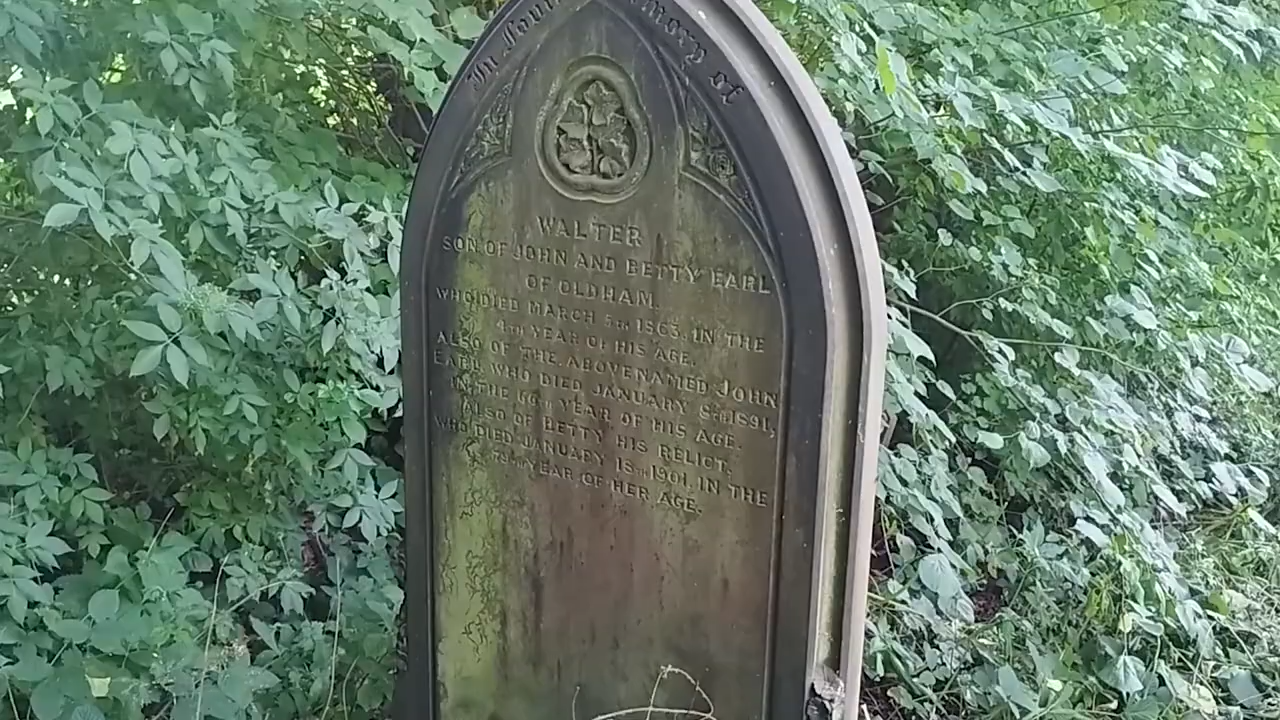 In Loving Memory of
WALTER
SON OF JOHN AND BETTY EARL
OF OLDHAM.
WHO DIED MARCH 5TH 1863. IN THE
4TH YEAR OF HIS AGE.
ALSO OF THE ABOVENAMED JOHN
EARL WHO DIED JANUARY 8TH 1891,
IN THE 66TH YEAR OF HIS AGE.
ALSO OF BETTY HIS RELICT.
WHO DIED JANUARY 18TH 1901. IN THE
YEAR OF HER AGE.